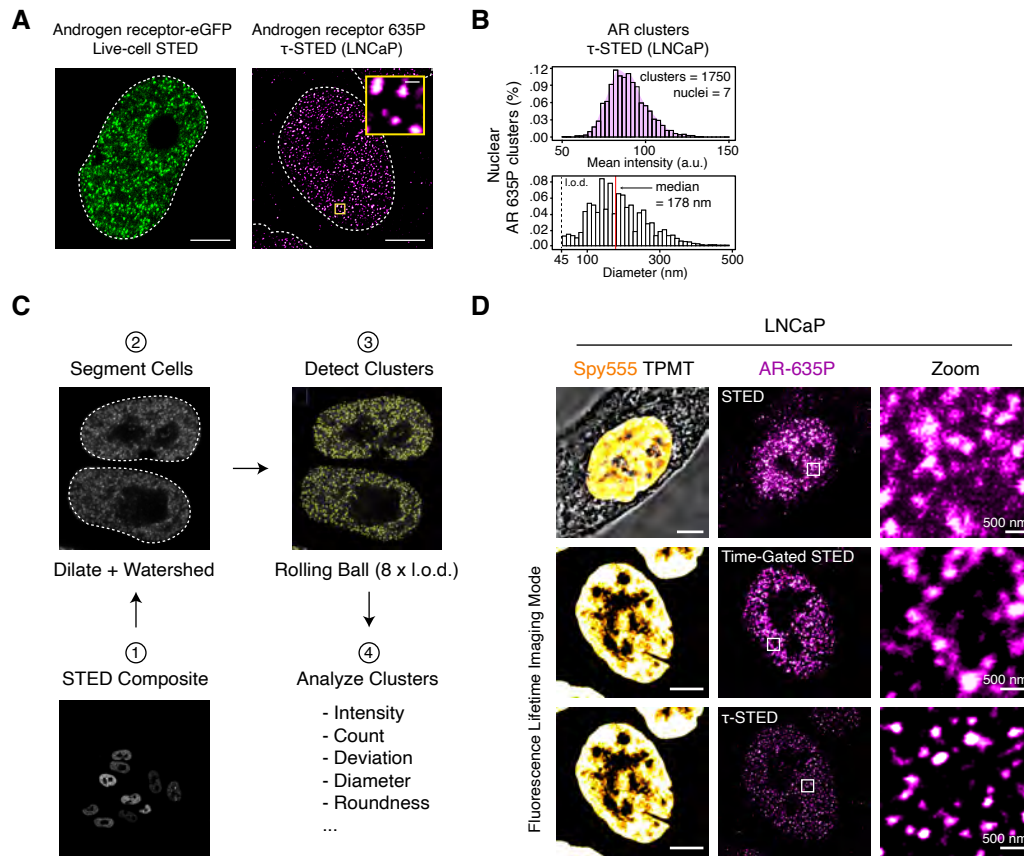 A
Androgen receptor-eGFP
Live-cell STED
Androgen receptor 635P
τ-STED (LNCaP)
B
AR clusters
τ-STED (LNCaP)
Nuclear
AR 635P clusters (%)
.12
.09
.06
.03
.00
clusters = 1750
nuclei = 7
50
100
150
Mean intensity (a.u.)
.08
.06
.04
.02
.00
l.o.d.
median
= 178 nm
45
100
300
500
Diameter (nm)
C
②
Segment Cells
Dilate + Watershed
①
STED Composite
③
Detect Clusters
Rolling Ball (8 x l.o.d.)
④
Analyze Clusters
- Intensity
- Count
- Deviation
- Diameter
- Roundness
...
D
LNCaP
Spy555 TPMT
AR-635P
Zoom
Fluorescence Lifetime Imaging Mode
STED
500 nm
Time-Gated STED
500 nm
τ-STED
500 nm